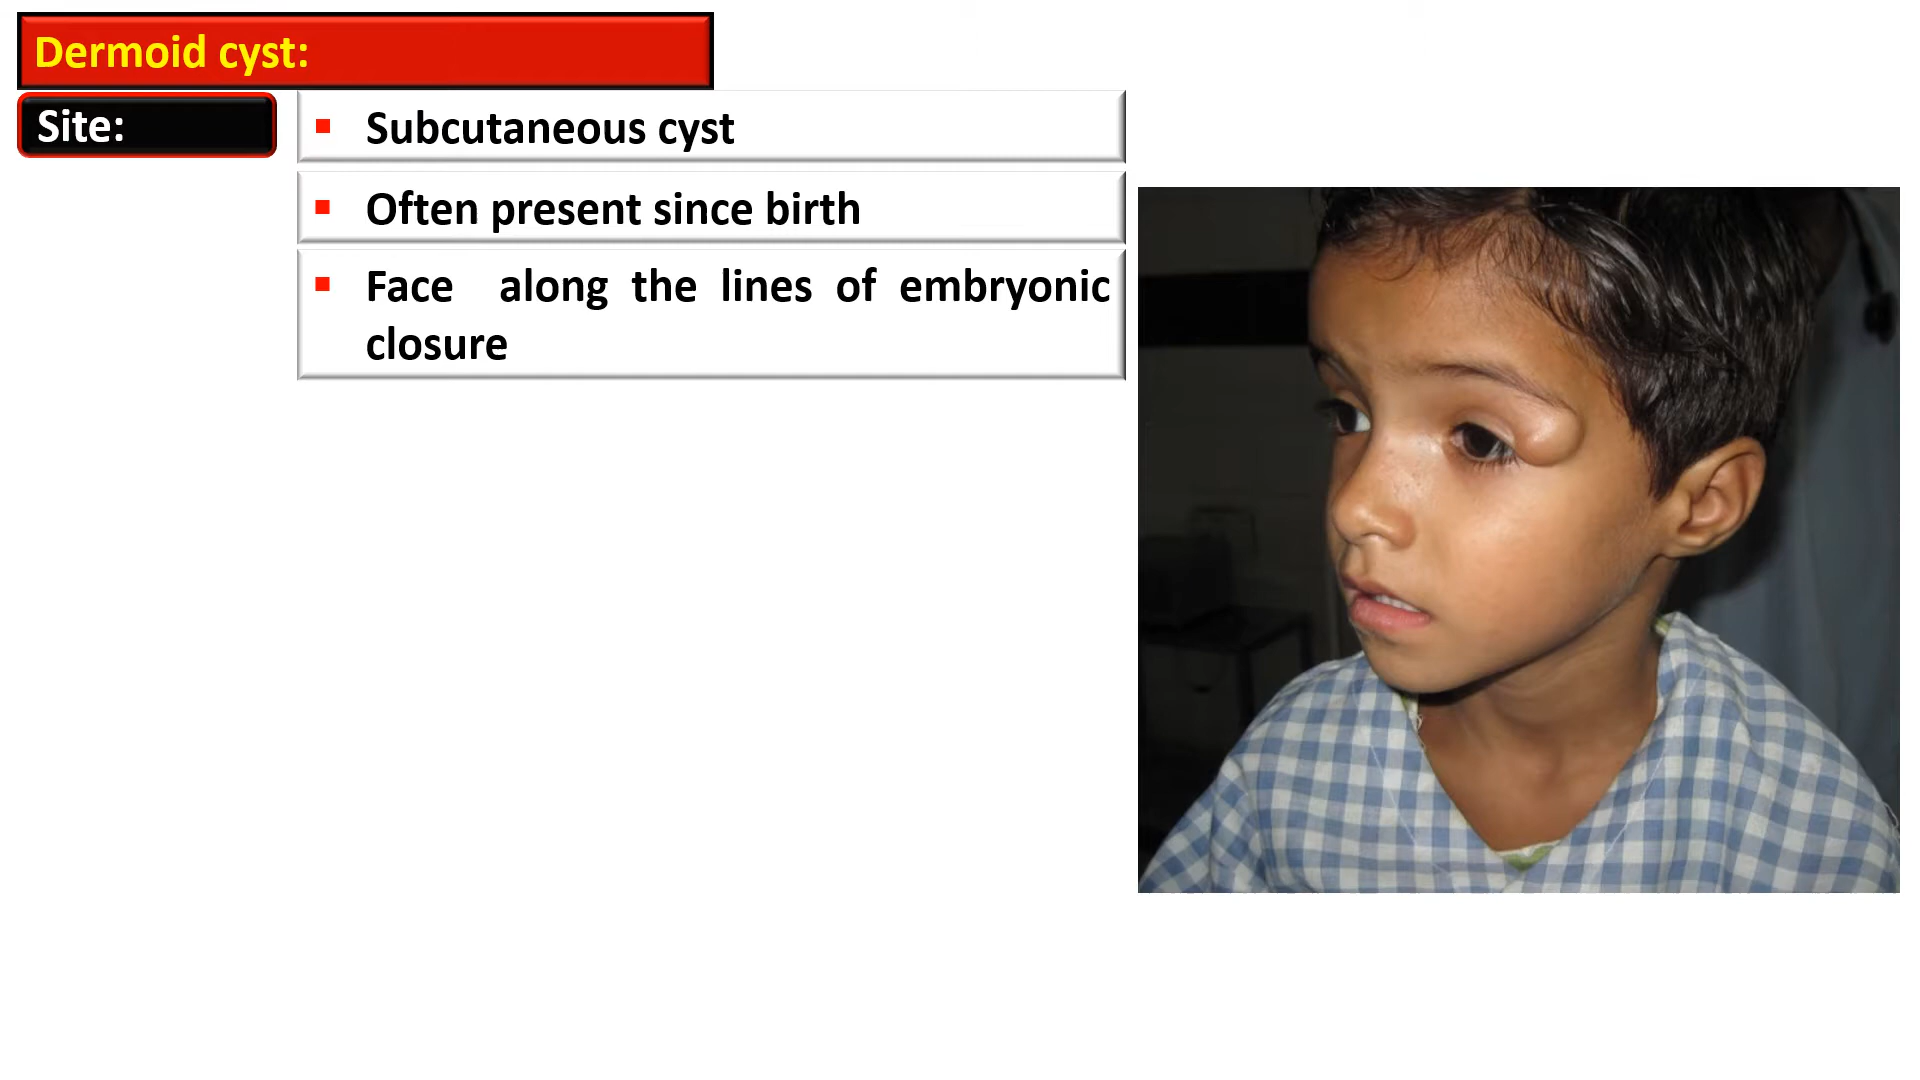 Dermoid cyst:
Site:
▪ Subcutaneous cyst
▪ Often present since birth
▪ Face along the lines of embryonic
closure